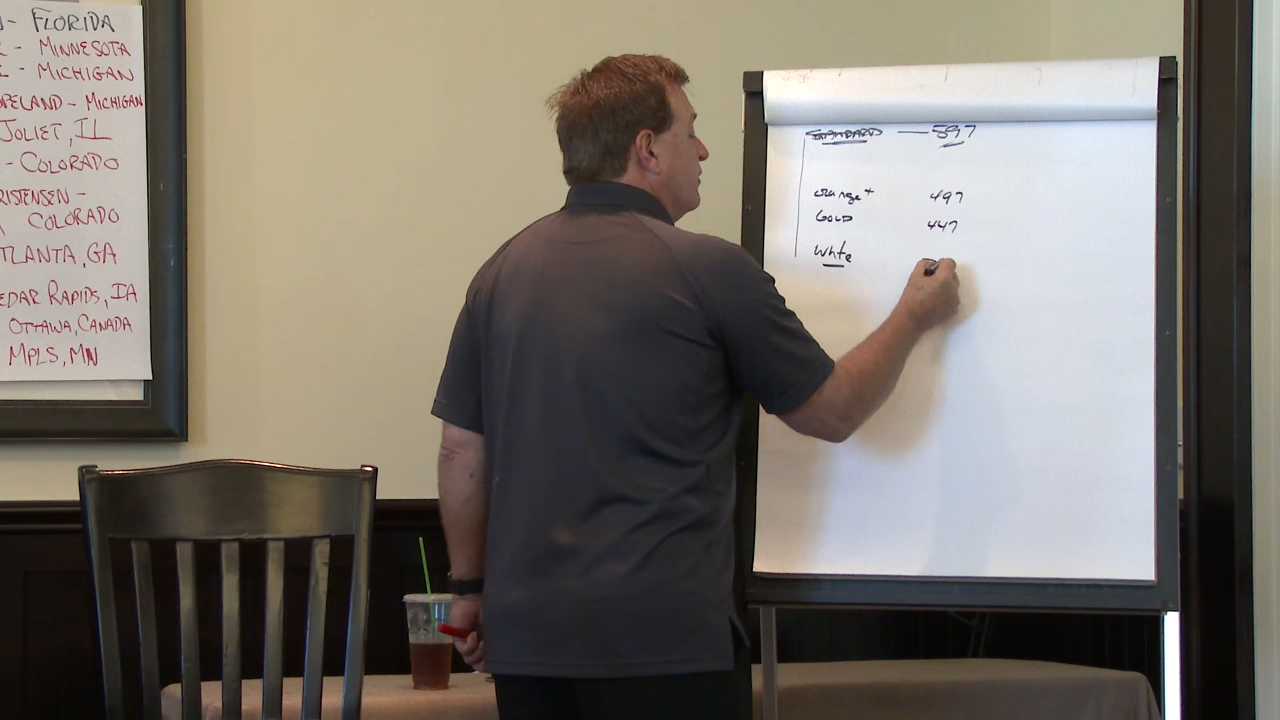 - FLORIDA
- MINNESOTA
- MICHIGAN
OPELAND - MICHIGAN
JOLIET, IL
- COLORADO
RISTENSEN -
COLORADO
TLANTA, GA
EDAR RAPIDS, IA
OTTAWA, CANADA
MPLS, MN
STANDARD — 597
orange+ 497
GOLD 447
White